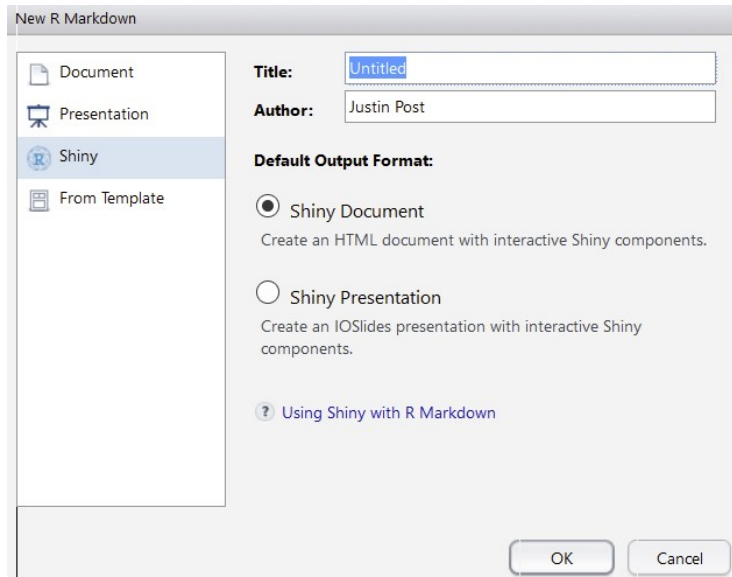 New R Markdown
Document
Presentation
R Shiny
From Template
Title: Untitled
Author: Justin Post
Default Output Format:
Shiny Document
Create an HTML document with interactive Shiny components.
Shiny Presentation
Create an IOSlides presentation with interactive Shiny
components.
? Using Shiny with R Markdown
OK Cancel